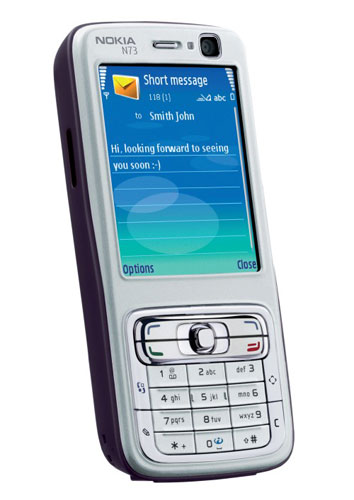 NOKIA
N73
Short message
118 (1)
abc
to Smith John
Hi, looking forward to seeing
you soon :-)
Options Close
1 2 abc def 3
4 ghi 5 jkl mno 6
7 pqrs 8 tuv wxyz 9 C
* + 0 #